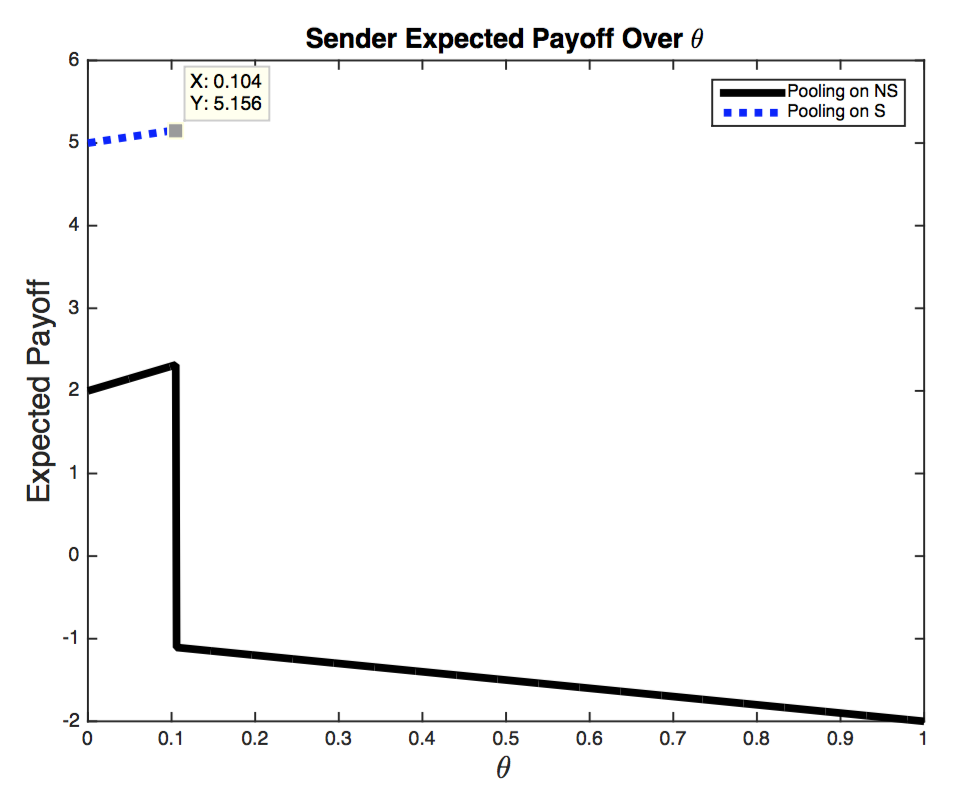 Sender Expected Payoff Over θ
X: 0.104
Y: 5.156
Pooling on NS
Pooling on S
Expected Payoff
6
5
4
3
2
1
0
-1
-2
0 0.1 0.2 0.3 0.4 0.5 0.6 0.7 0.8 0.9 1
θ